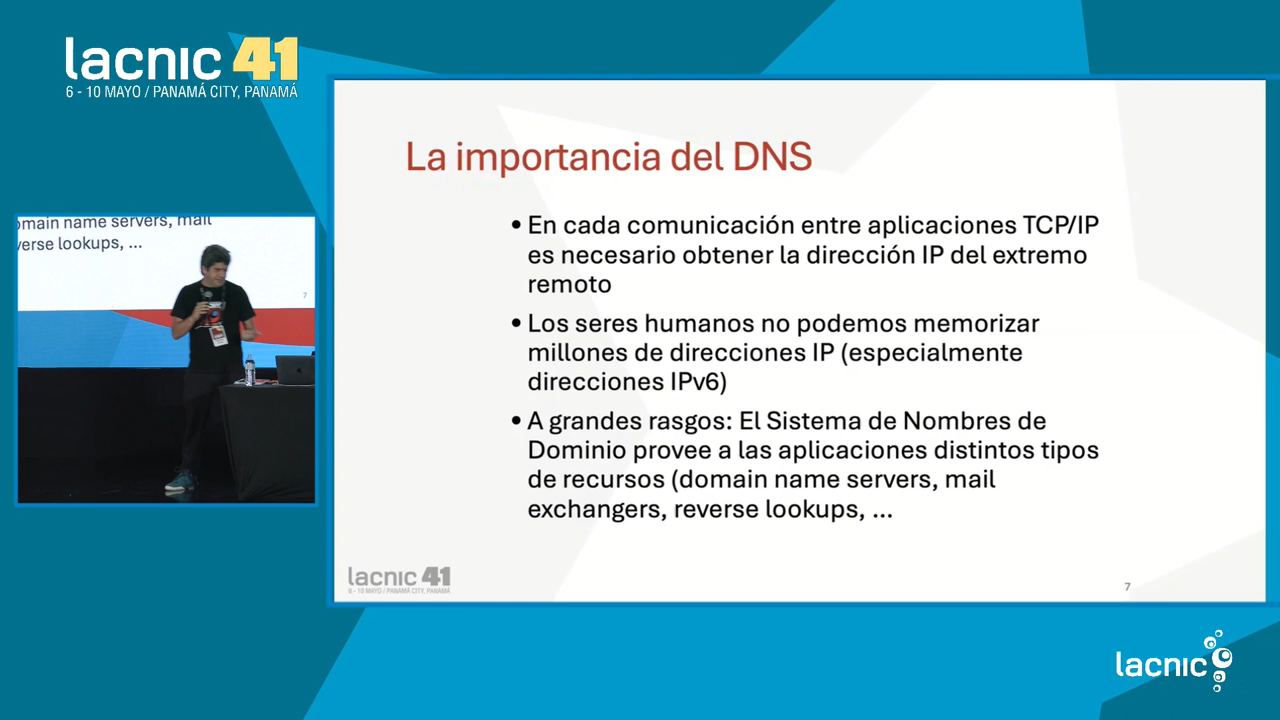 lacnic 41
6 - 10 MAYO / PANAMÁ CITY, PANAMÁ
La importancia del DNS
• En cada comunicación entre aplicaciones TCP/IP
es necesario obtener la dirección IP del extremo
remoto
• Los seres humanos no podemos memorizar
millones de direcciones IP (especialmente
direcciones IPv6)
• A grandes rasgos: El Sistema de Nombres de
Dominio provee a las aplicaciones distintos tipos
de recursos (domain name servers, mail
exchangers, reverse lookups, ...
lacnic 41
6 - 10 MAYO / PANAMÁ CITY, PANAMÁ
7
omain name servers, mail
verse lookups, ...
7
lacnic